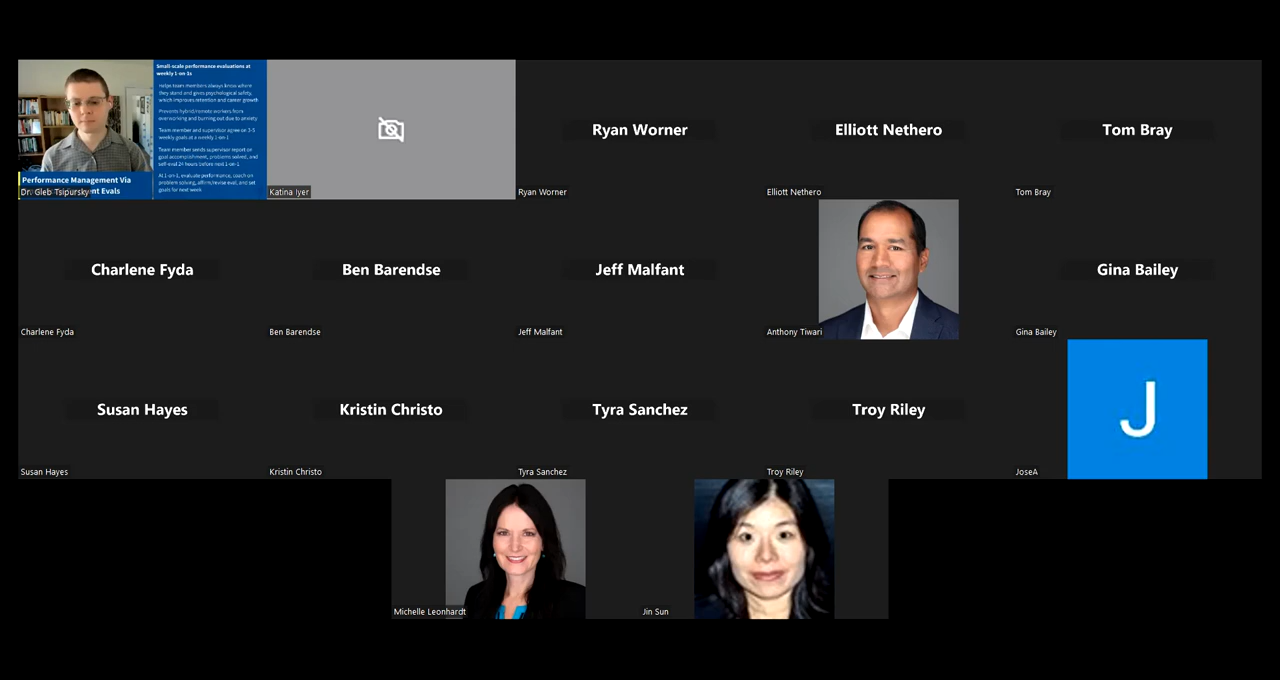 Small-scale performance evaluations at
weekly 1-on-1s
Helps team members always know where
they stand and gives psychological safety,
which improves retention and career growth
Prevents hybrid/remote workers from
overworking and burning out due to anxiety
Team member and supervisor agree on 3-5
weekly goals at a weekly 1-on-1
Team member sends supervisor report on
goal accomplishment, problems solved, and
self-eval 24 hours before next 1-on-1
At 1-on-1, evaluate performance, coach on
problem solving, affirm/revise eval, and set
goals for next week
Performance Management Via
nt Evals
Dr. Gleb Tsipursky
Katina Iyer
Ryan Worner
Ryan Worner
Elliott Nethero
Elliott Nethero
Tom Bray
Tom Bray
Charlene Fyda
Charlene Fyda
Ben Barendse
Ben Barendse
Jeff Malfant
Jeff Malfant
Anthony Tiwari
Gina Bailey
Gina Bailey
Susan Hayes
Susan Hayes
Kristin Christo
Kristin Christo
Tyra Sanchez
Tyra Sanchez
Troy Riley
Troy Riley
J
JoseA
Michelle Leonhardt
Jin Sun